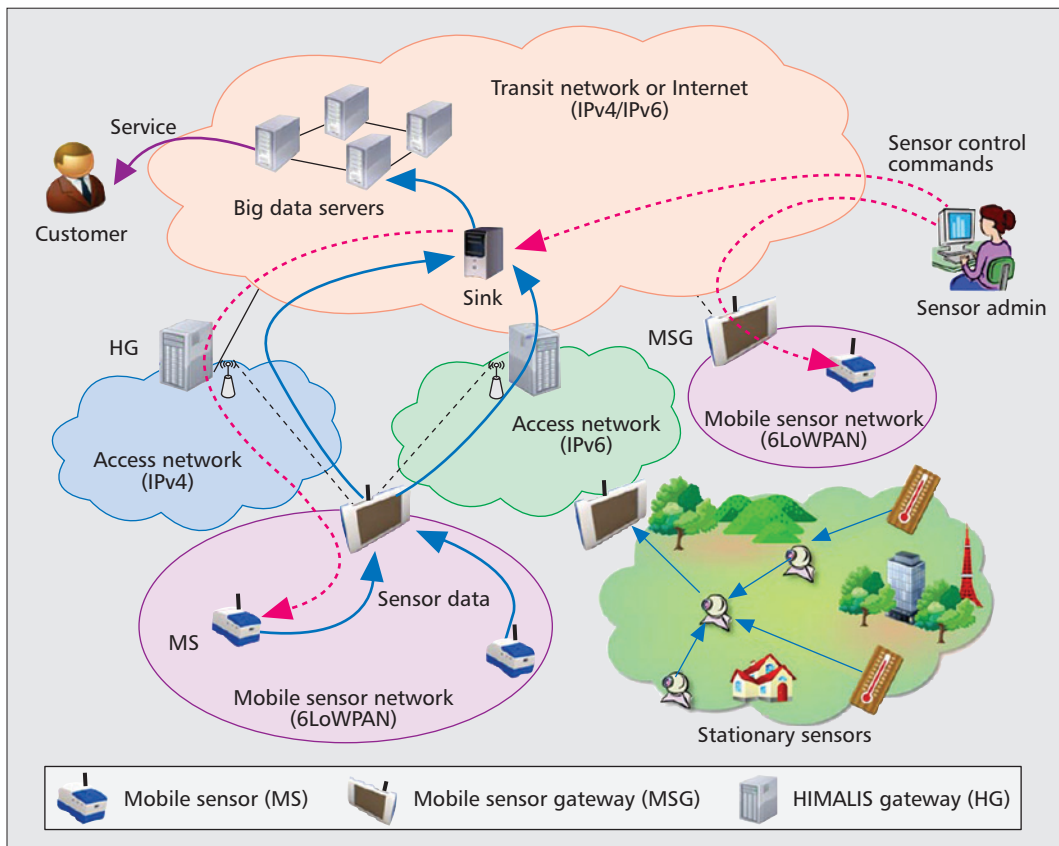 Transit network or Internet
(IPv4/IPv6)
Service
Sensor control
commands
Big data servers
Customer
Sink
Sensor admin
HG
MSG
Mobile sensor network
(6LoWPAN)
Access network
(IPv6)
Access network
(IPv4)
Sensor data
MS
Mobile sensor network
(6LoWPAN)
Stationary sensors
Mobile sensor (MS)
Mobile sensor gateway (MSG)
HIMALIS gateway (HG)